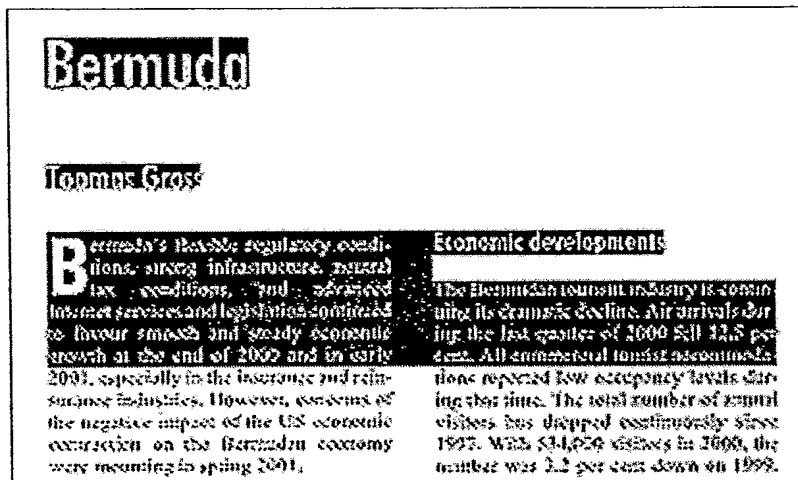 Bermuda
Thomas Gross
Bermuda's flexible regulatory condi-
tions, strong infrastructure, neutral
tax conditions, and advanced
Internet services and legislation continued
to favour smooth and steady economic
growth at the end of 2000 and in early
2001, especially in the insurance and rein-
surance industries. However, concerns of
the negative impact of the US economic
contraction on the Bermudan economy
were mounting in spring 2001.
Economic developments
The Bermudan tourist industry is contin-
uing its dramatic decline. Air arrivals dur-
ing the last quarter of 2000 fell 12.5 per
cent. All commercial tourist accommoda-
tions reported low occupancy levels dur-
ing that time. The total number of annual
visitors has dropped continuously since
1997. With visitors in 2000, the
number was 2.2 per cent down on 1999.